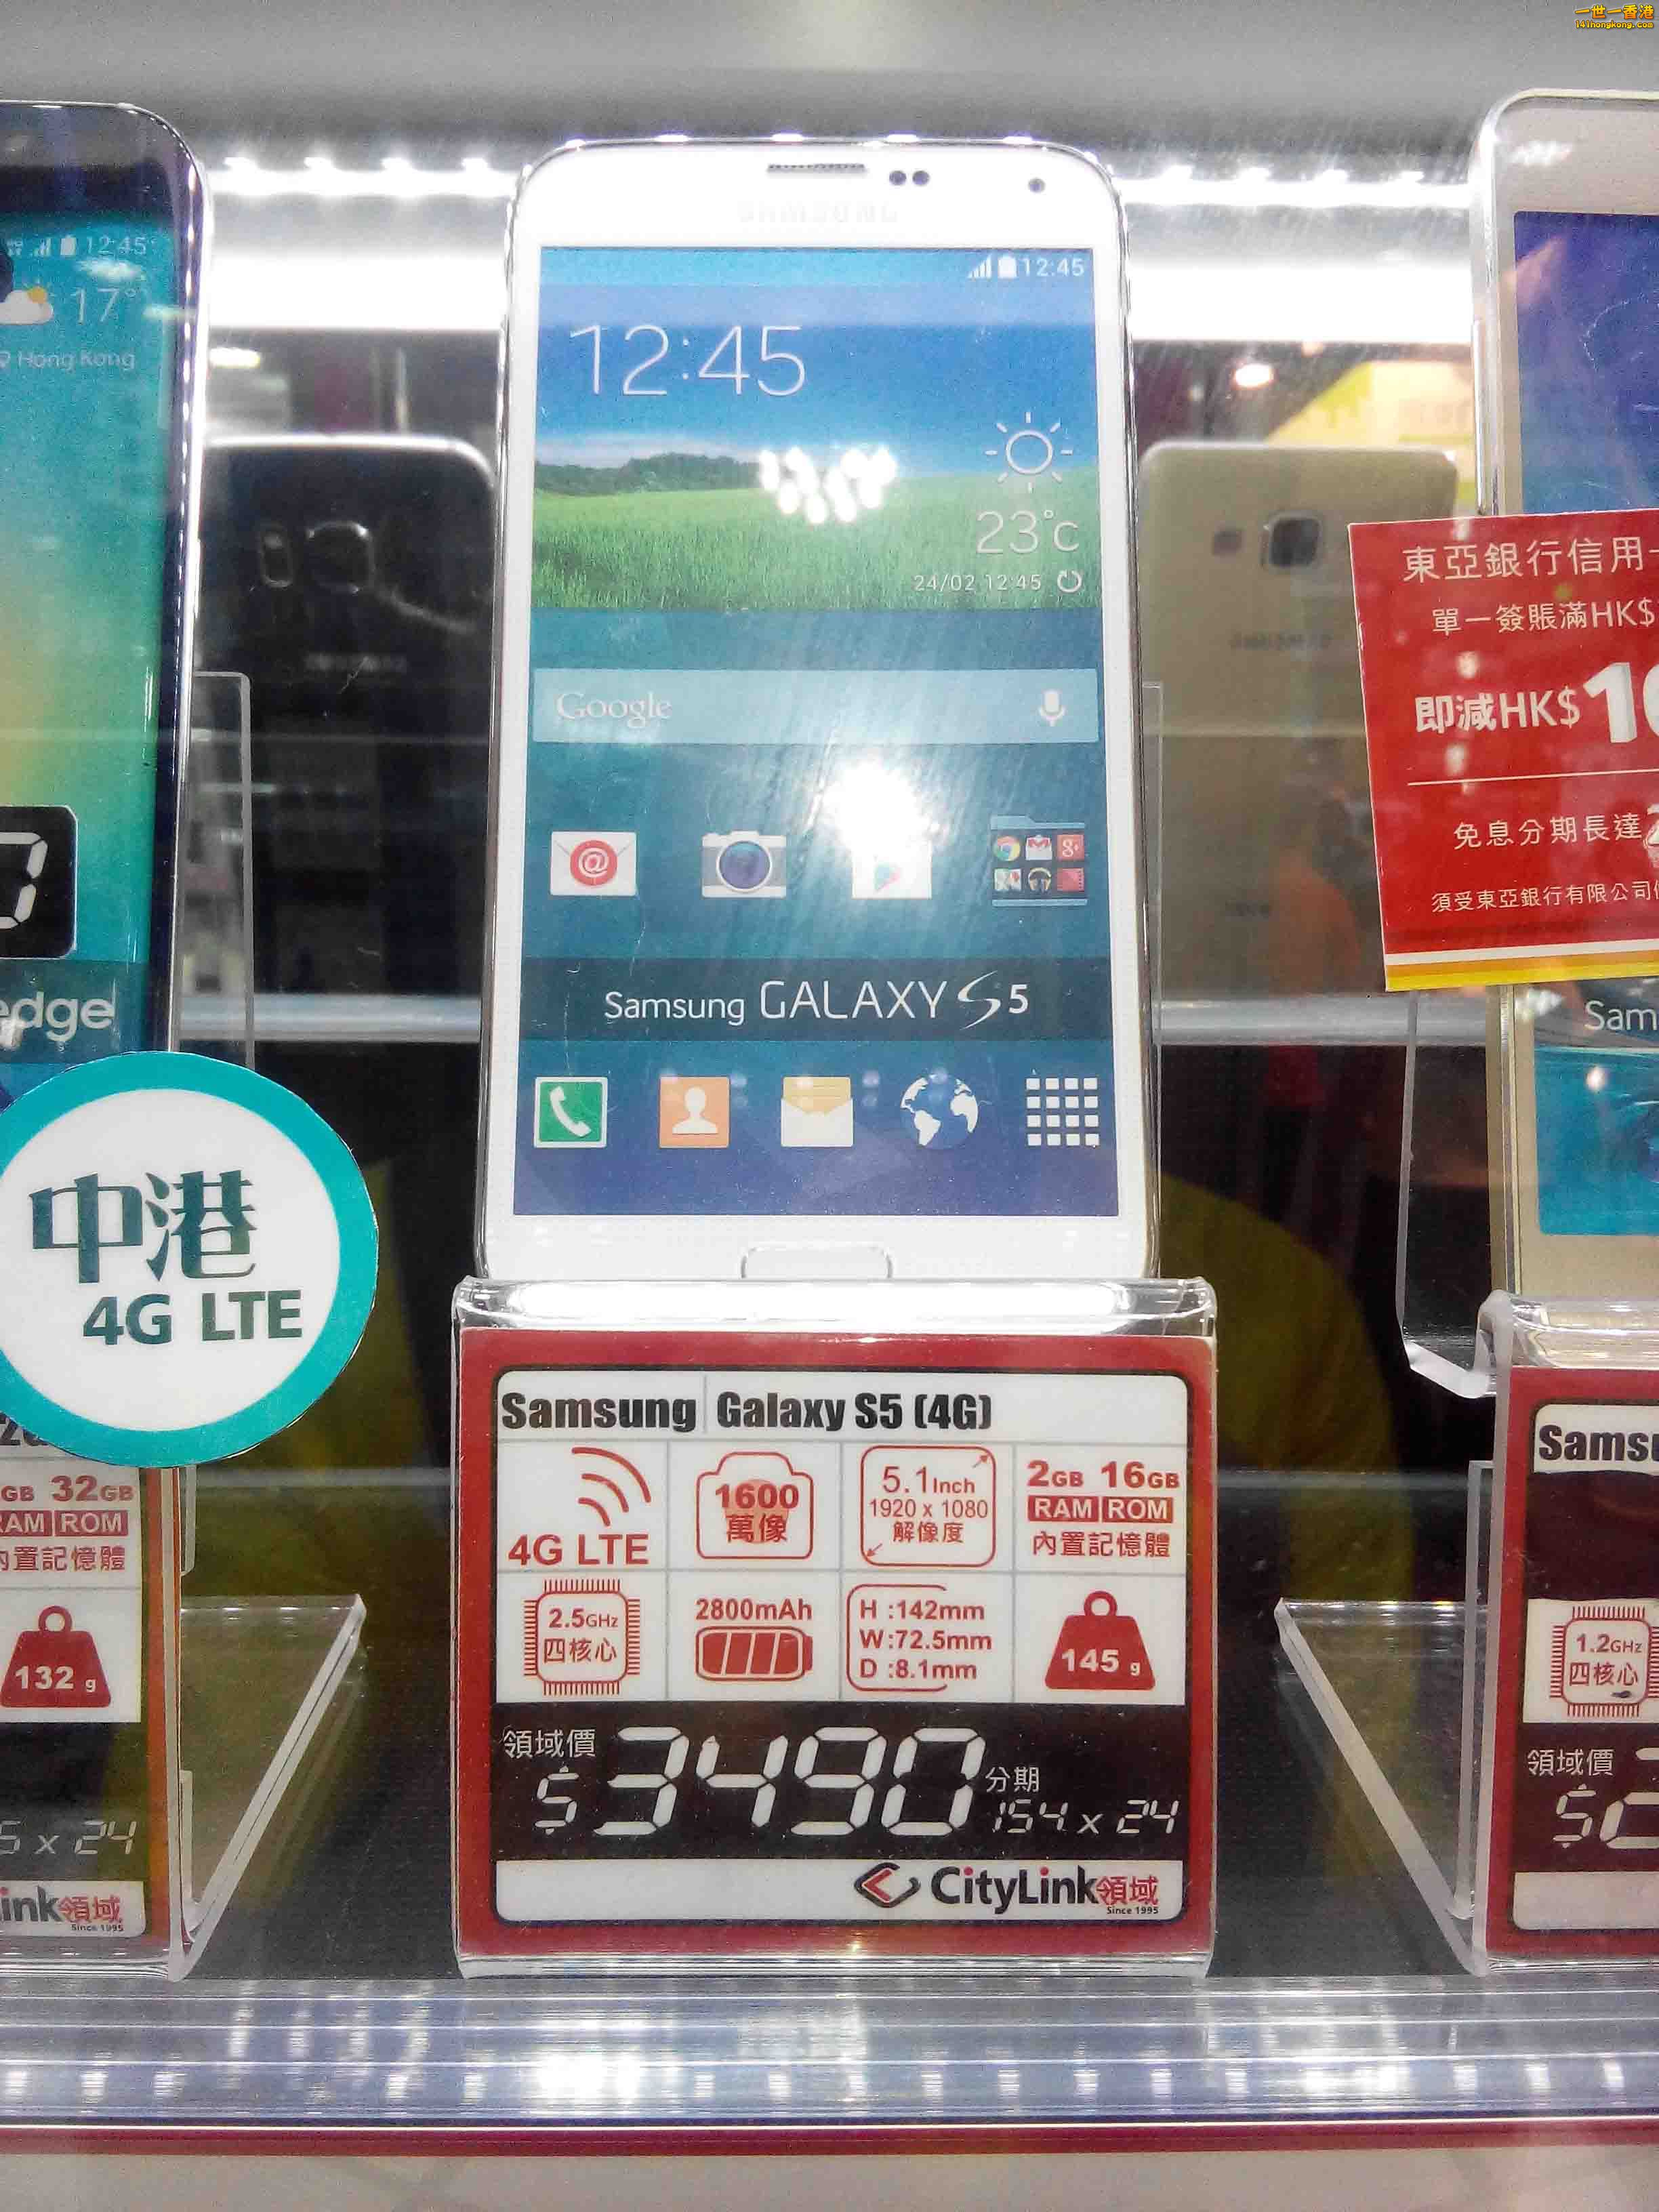 一世一香港
141hongkong.com
12:45
17°
Hong Kong
edge
中港
4G LTE
GB 32GB
RAM ROM
內置記憶體
132 g
5 x 24
ink領域
Since 1995
SAMSUNG
12:45
12:45
23°c
24/02 12:45
Google
Samsung GALAXY S5
Samsung Galaxy S5 (4G)
4G LTE
1600
萬像
5.1Inch
1920 x 1080
解像度
2GB 16GB
RAM ROM
內置記憶體
2.5GHz
四核心
2800mAh
H :142mm
W:72.5mm
D :8.1mm
145 g
領域價
$3490
分期
154 x 24
CityLink領域
Since 1995
東亞銀行信用
單一簽賬滿HK$
即減HK$1
免息分期長達
須受東亞銀行有限公司
Sam
Sams
1.2GHz
四核心
領域價
$2